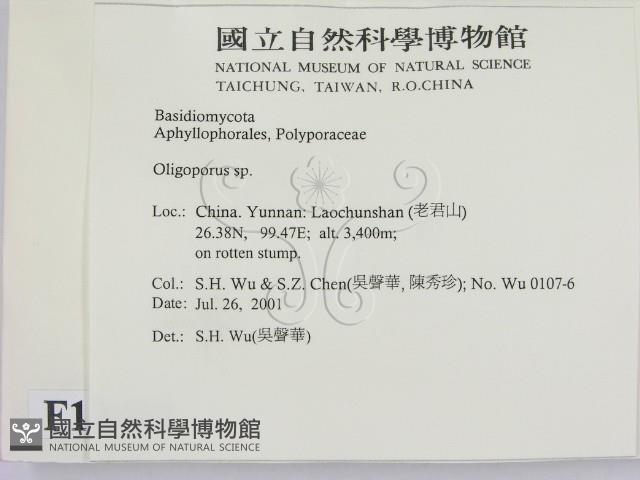 國立自然科學博物館
NATIONAL MUSEUM OF NATURAL SCIENCE
TAICHUNG, TAIWAN, R.O.CHINA
Basidiomycota
Aphyllophorales, Polyporaceae
Oligoporus sp.
Loc.: China. Yunnan: Laochunshan (老君山)
26.38N, 99.47E; alt. 3,400m;
on rotten stump.
Col.: S.H. Wu & S.Z. Chen(吳聲華, 陳秀珍); No. Wu 0107-6
Date: Jul. 26, 2001
Det.: S.H. Wu(吳聲華)
F1
國立自然科學博物館
NATIONAL MUSEUM OF NATURAL SCIENCE